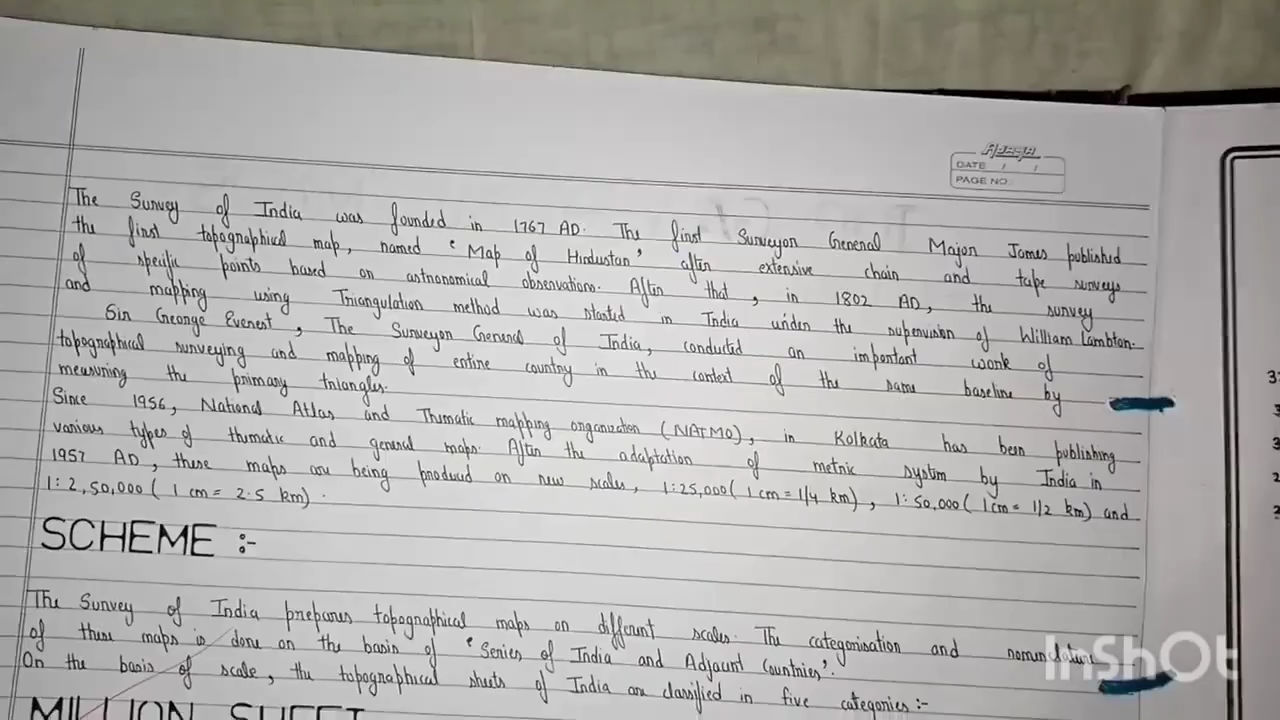 Apsara
DATE / /
PAGE NO.
The Survey of India was founded in 1767 AD. The first Surveyor General Major James published
the first topographical map, named 'Map of Hindustan' after extensive chain and tape surveys
of specific points based on astronomical observations. After that, in 1802 AD, the survey
and mapping using Triangulation method was started in India under the supervision of William Lambton.
Sir George Everest, The Surveyor General of India, conducted an important work of
topographical surveying and mapping of entire country in the context of the same baseline by
measuring the primary triangles.
Since 1956, National Atlas and Thematic mapping organization (NATMO), in Kolkata has been publishing
various types of thematic and general maps. After the adaptation of metric system by India in
1957 AD, these maps are being produced on new scales, 1:25,000 (1 cm = 1/4 km), 1:50,000 (1 cm = 1/2 km) and
1:2,50,000 (1 cm = 2.5 km).
SCHEME :-
The Survey of India prepares topographical maps on different scales. The categorisation and nomenclature
of these maps is done on the basis of 'Series of India and Adjacent Countries'.
On the basis of scale, the topographical sheets of India are classified in five categories :-
MILLION SHEET
InShOt